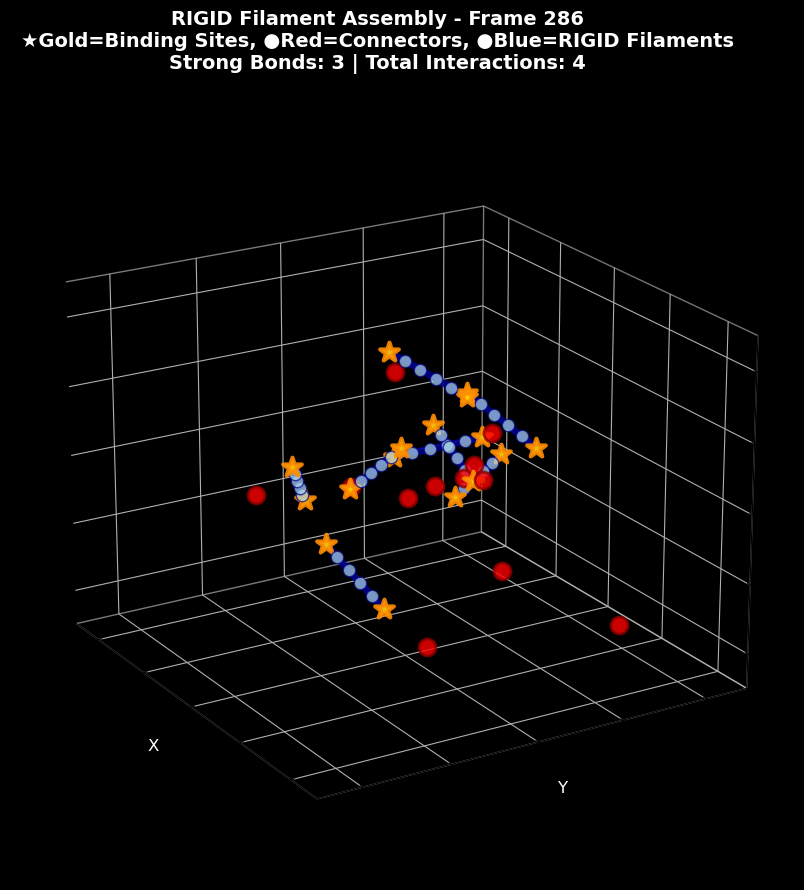 RIGID Filament Assembly - Frame 286
★Gold=Binding Sites, ●Red=Connectors, ●Blue=RIGID Filaments
Strong Bonds: 3 | Total Interactions: 4
X
Y